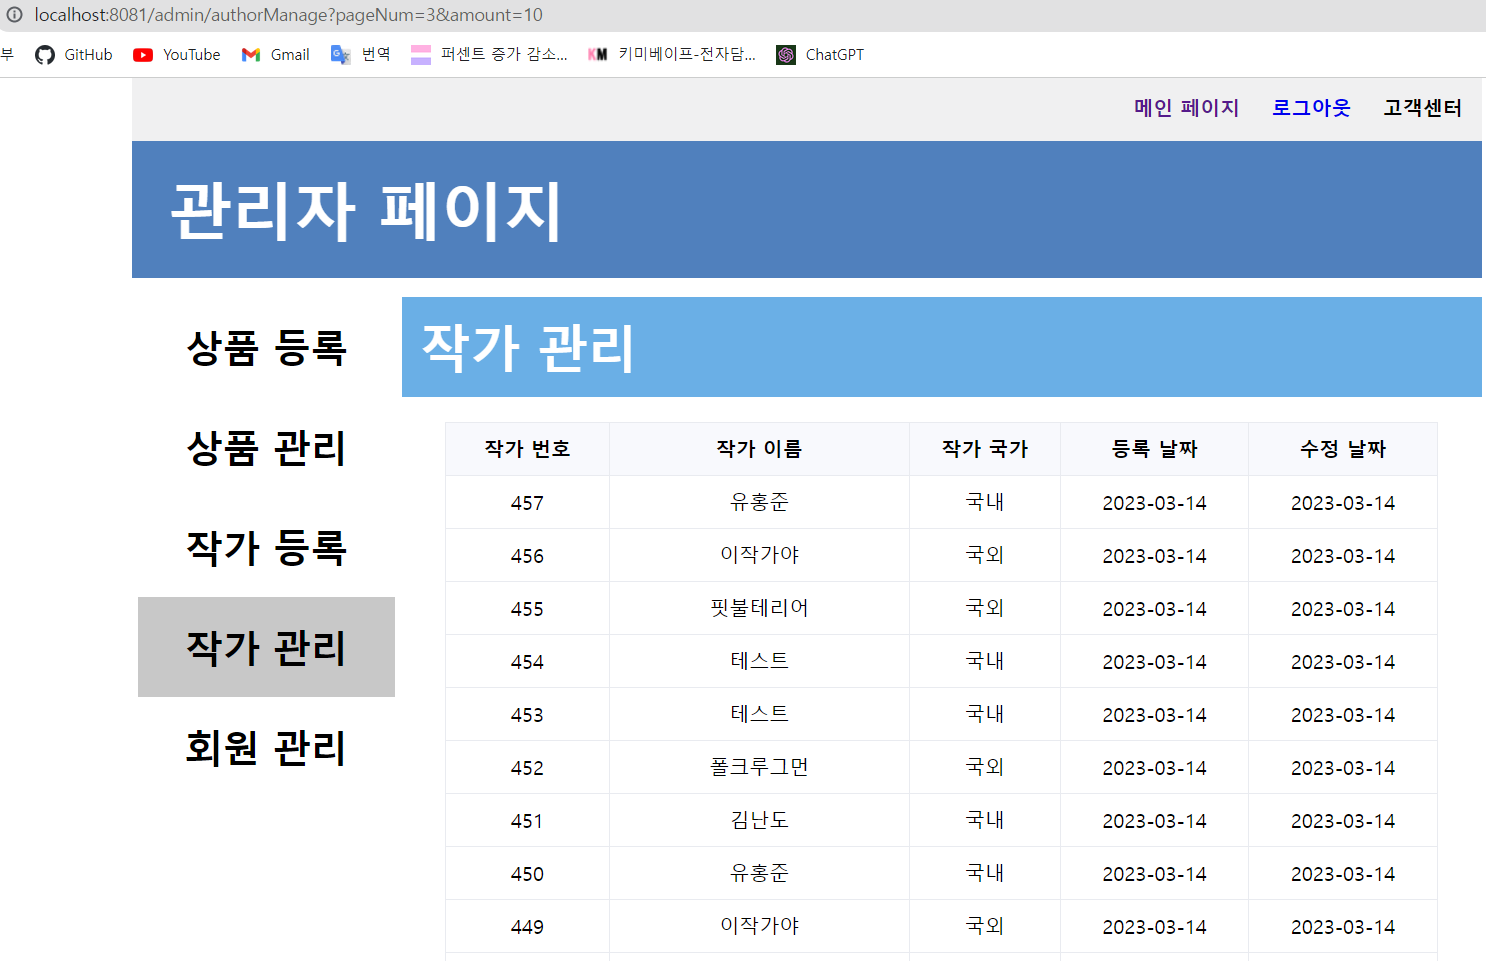 localhost:8081/admin/authorManage?pageNum=3&amount=10
부 GitHub YouTube Gmail 번역 퍼센트 증가 감소... KM 키미베이프-전자담... ChatGPT
메인 페이지 로그아웃 고객센터
관리자 페이지
상품 등록
상품 관리
작가 등록
작가 관리
회원 관리
작가 관리
작가 번호 작가 이름 작가 국가 등록 날짜 수정 날짜
457 유홍준 국내 2023-03-14 2023-03-14
456 이작가야 국외 2023-03-14 2023-03-14
455 핏불테리어 국외 2023-03-14 2023-03-14
454 테스트 국내 2023-03-14 2023-03-14
453 테스트 국내 2023-03-14 2023-03-14
452 폴크루그먼 국외 2023-03-14 2023-03-14
451 김난도 국내 2023-03-14 2023-03-14
450 유홍준 국내 2023-03-14 2023-03-14
449 이작가야 국외 2023-03-14 2023-03-14